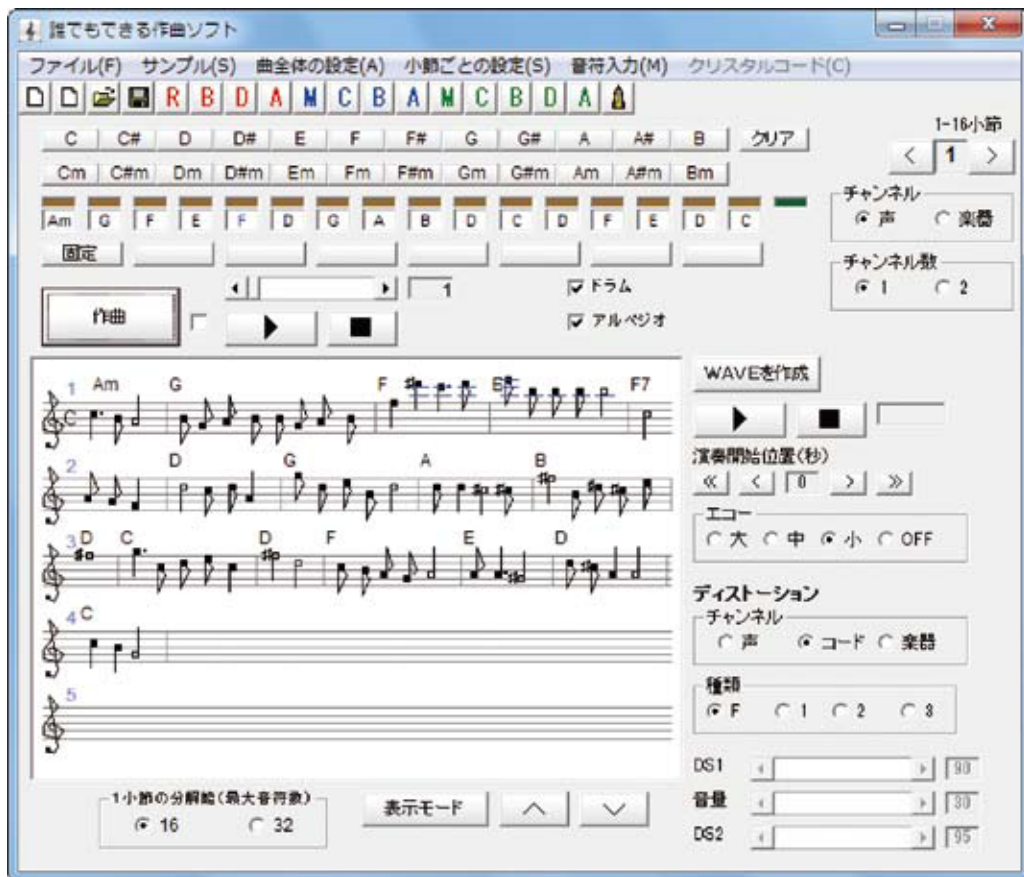 誰でもできる作曲ソフト
ファイル(F) サンプル(S) 曲全体の設定(A) 小節ごとの設定(S) 音符入力(M) クリスタルコード(C)
R B D A M C B A M C B D A
C C# D D# E F F# G G# A A# B クリア
1-16小節
< 1 >
Cm C#m Dm D#m Em Fm F#m Gm G#m Am A#m Bm
Am G F E F D G A B D C D F E D C
チャンネル
声 楽器
固定
チャンネル数
1 2
1
ドラム
作曲
アルペジオ
WAVEを作成
1 Am G F E F7
演奏開始位置(秒)
≪ < 0 > ≫
2 D G A B
エコー
大 中 小 OFF
3 D C D F E D
ディストーション
チャンネル
声 コード 楽器
4 C
種類
F 1 2 3
5
DS1 90
音量 30
DS2 95
1小節の分解能(最大音符数)
16 32
表示モード